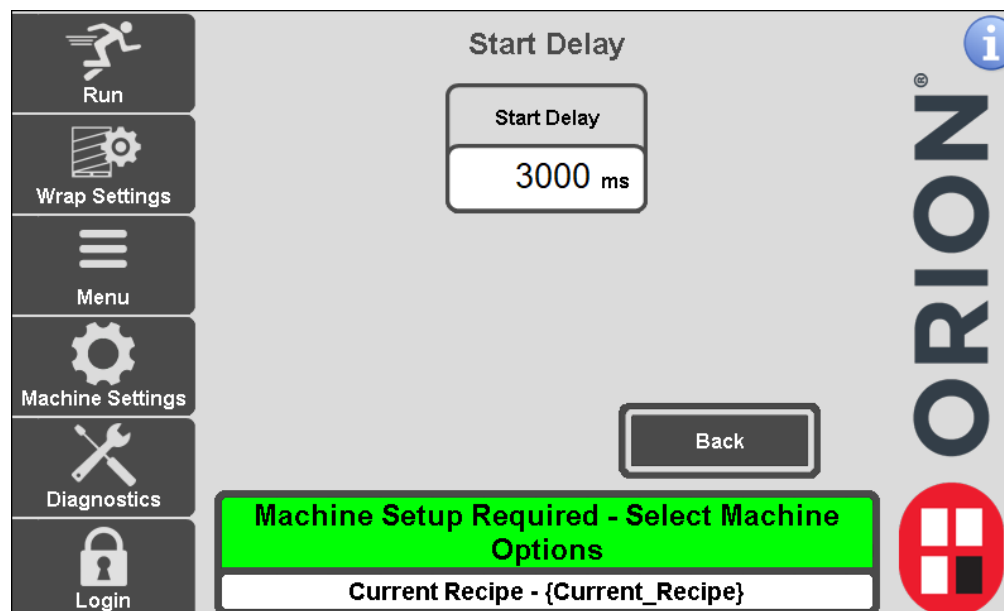 Run
Wrap Settings
Menu
Machine Settings
Diagnostics
Login
Start Delay
Start Delay
3000 ms
Back
Machine Setup Required - Select Machine
Options
Current Recipe - {Current_Recipe}
i
ORION®